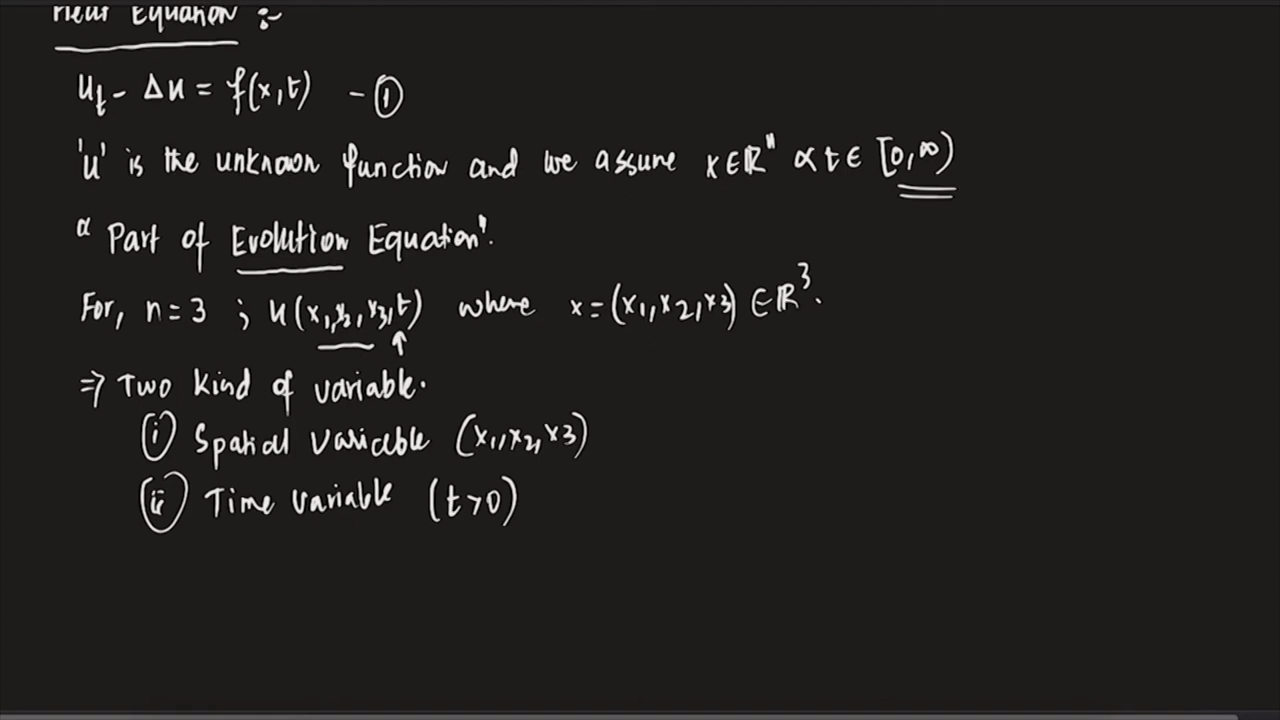 Heat Equation :-
u_t - Δu = f(x,t) - ①
'u' is the unknown function and we assume x ∈ ℝⁿ & t ∈ [0,∞)
"Part of Evolution Equation".
For, n = 3 ; u(x₁,x₂,x₃,t) where x = (x₁,x₂,x₃) ∈ ℝ³.
⇒ Two kind of variable.
(i) Spatial variable (x₁,x₂,x₃)
(ii) Time variable (t>0)